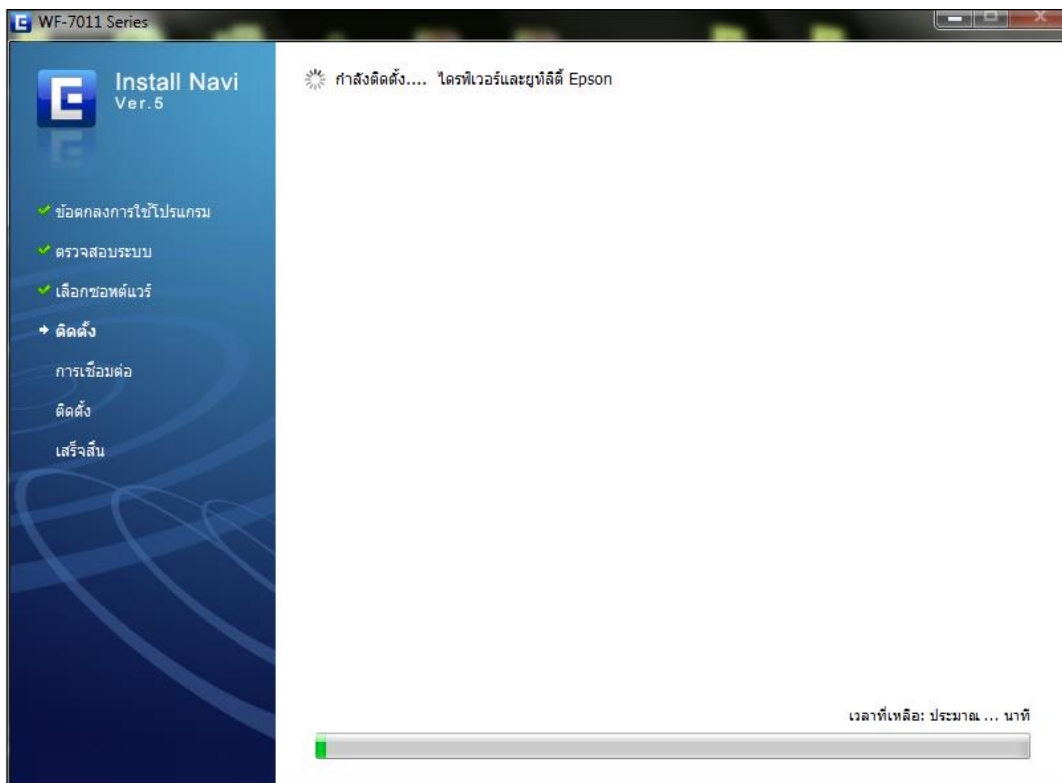 WF-7011 Series
Install Navi
Ver.5
ข้อตกลงการใช้โปรแกรม
ตรวจสอบระบบ
เลือกซอฟต์แวร์
ติดตั้ง
การเชื่อมต่อ
ติดตั้ง
เสร็จสิ้น
กำลังติดตั้ง.... ไดรฟ์เวอร์และยูทิลิตี้ Epson
เวลาที่เหลือ: ประมาณ ... นาที